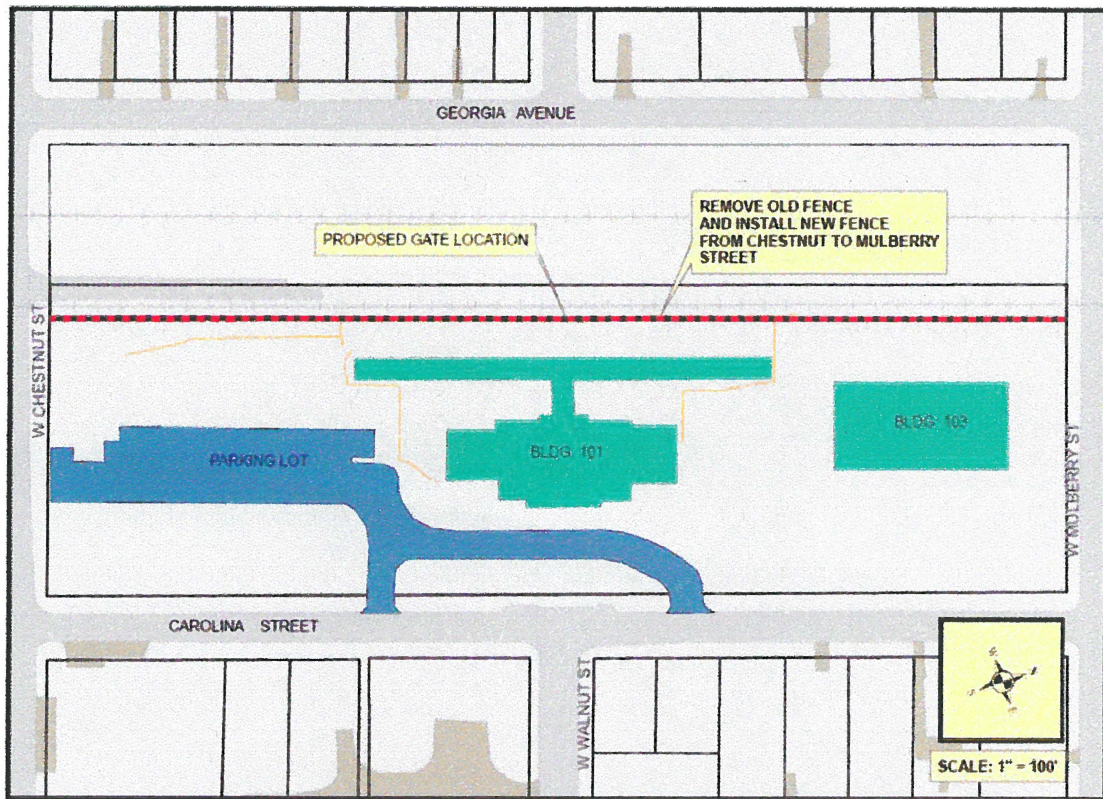 GEORGIA AVENUE
REMOVE OLD FENCE
AND INSTALL NEW FENCE
FROM CHESTNUT TO MULBERRY
STREET
PROPOSED GATE LOCATION
W CHESTNUT ST
PARKING LOT
BLDG. 101
BLDG. 103
W MULBERRY ST
CAROLINA STREET
W WALNUT ST
SCALE: 1" = 100'